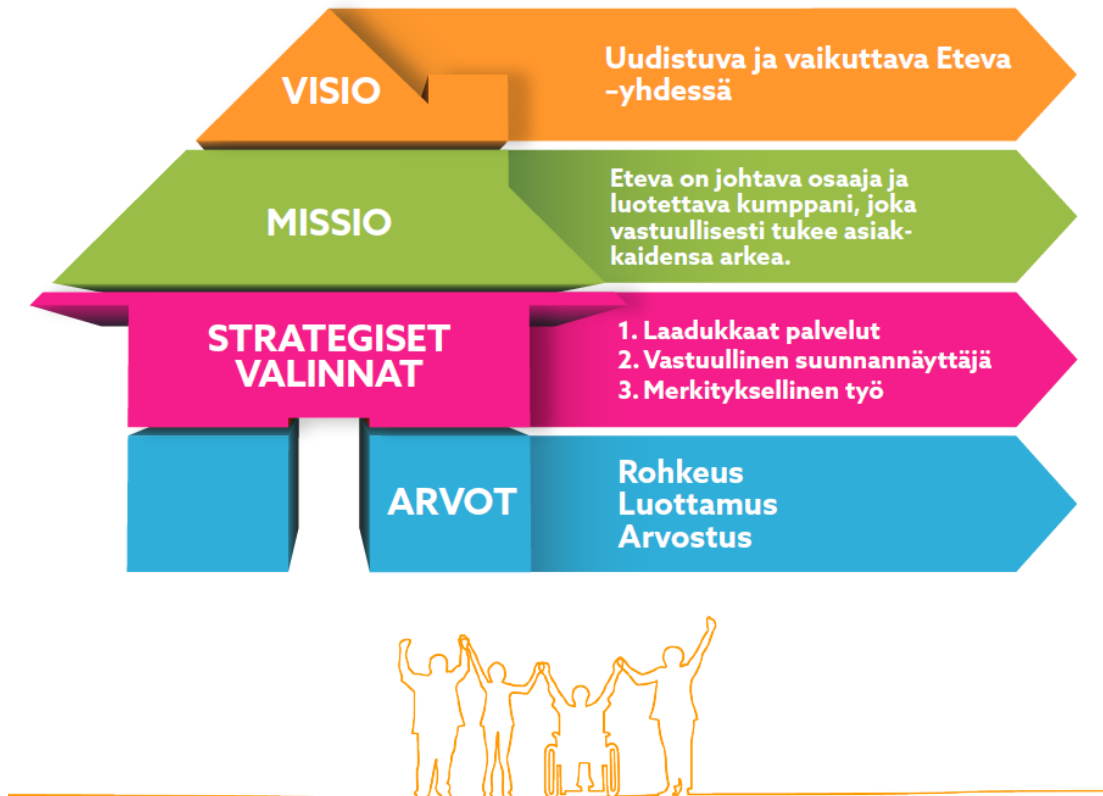 VISIO
Uudistuva ja vaikuttava Eteva
–yhdessä
MISSIO
Eteva on johtava osaaja ja
luotettava kumppani, joka
vastuullisesti tukee asiak-
kaidensa arkea.
STRATEGISET
VALINNAT
1. Laadukkaat palvelut
2. Vastuullinen suunnannäyttäjä
3. Merkityksellinen työ
ARVOT
Rohkeus
Luottamus
Arvostus